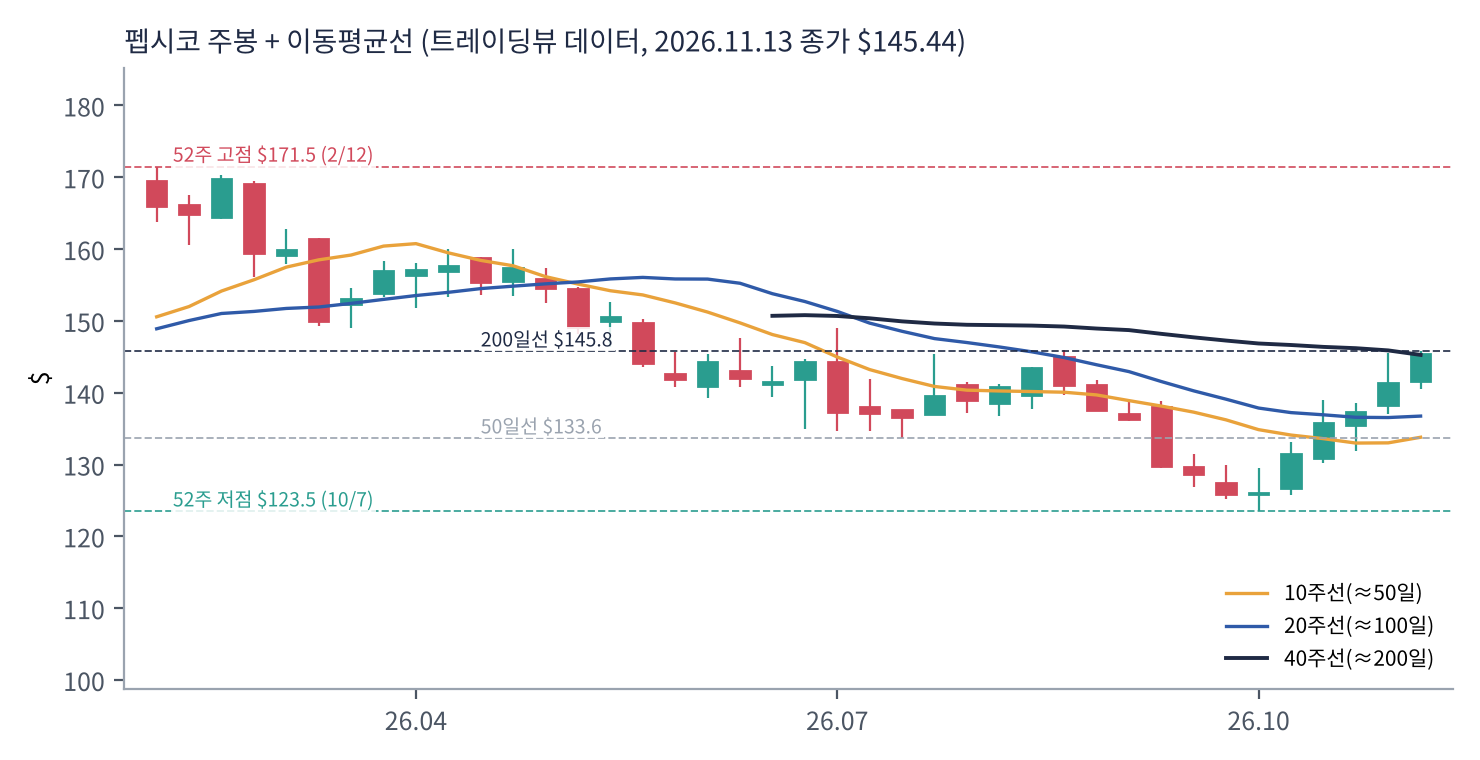 펩시코 주봉 + 이동평균선 (트레이딩뷰 데이터, 2026.11.13 종가 $145.44)
180
52주 고점 $171.5 (2/12)
170
160
150
200일선 $145.8
$
140
50일선 $133.6
130
52주 저점 $123.5 (10/7)
120
110
100
10주선(≈50일)
20주선(≈100일)
40주선(≈200일)
26.04
26.07
26.10